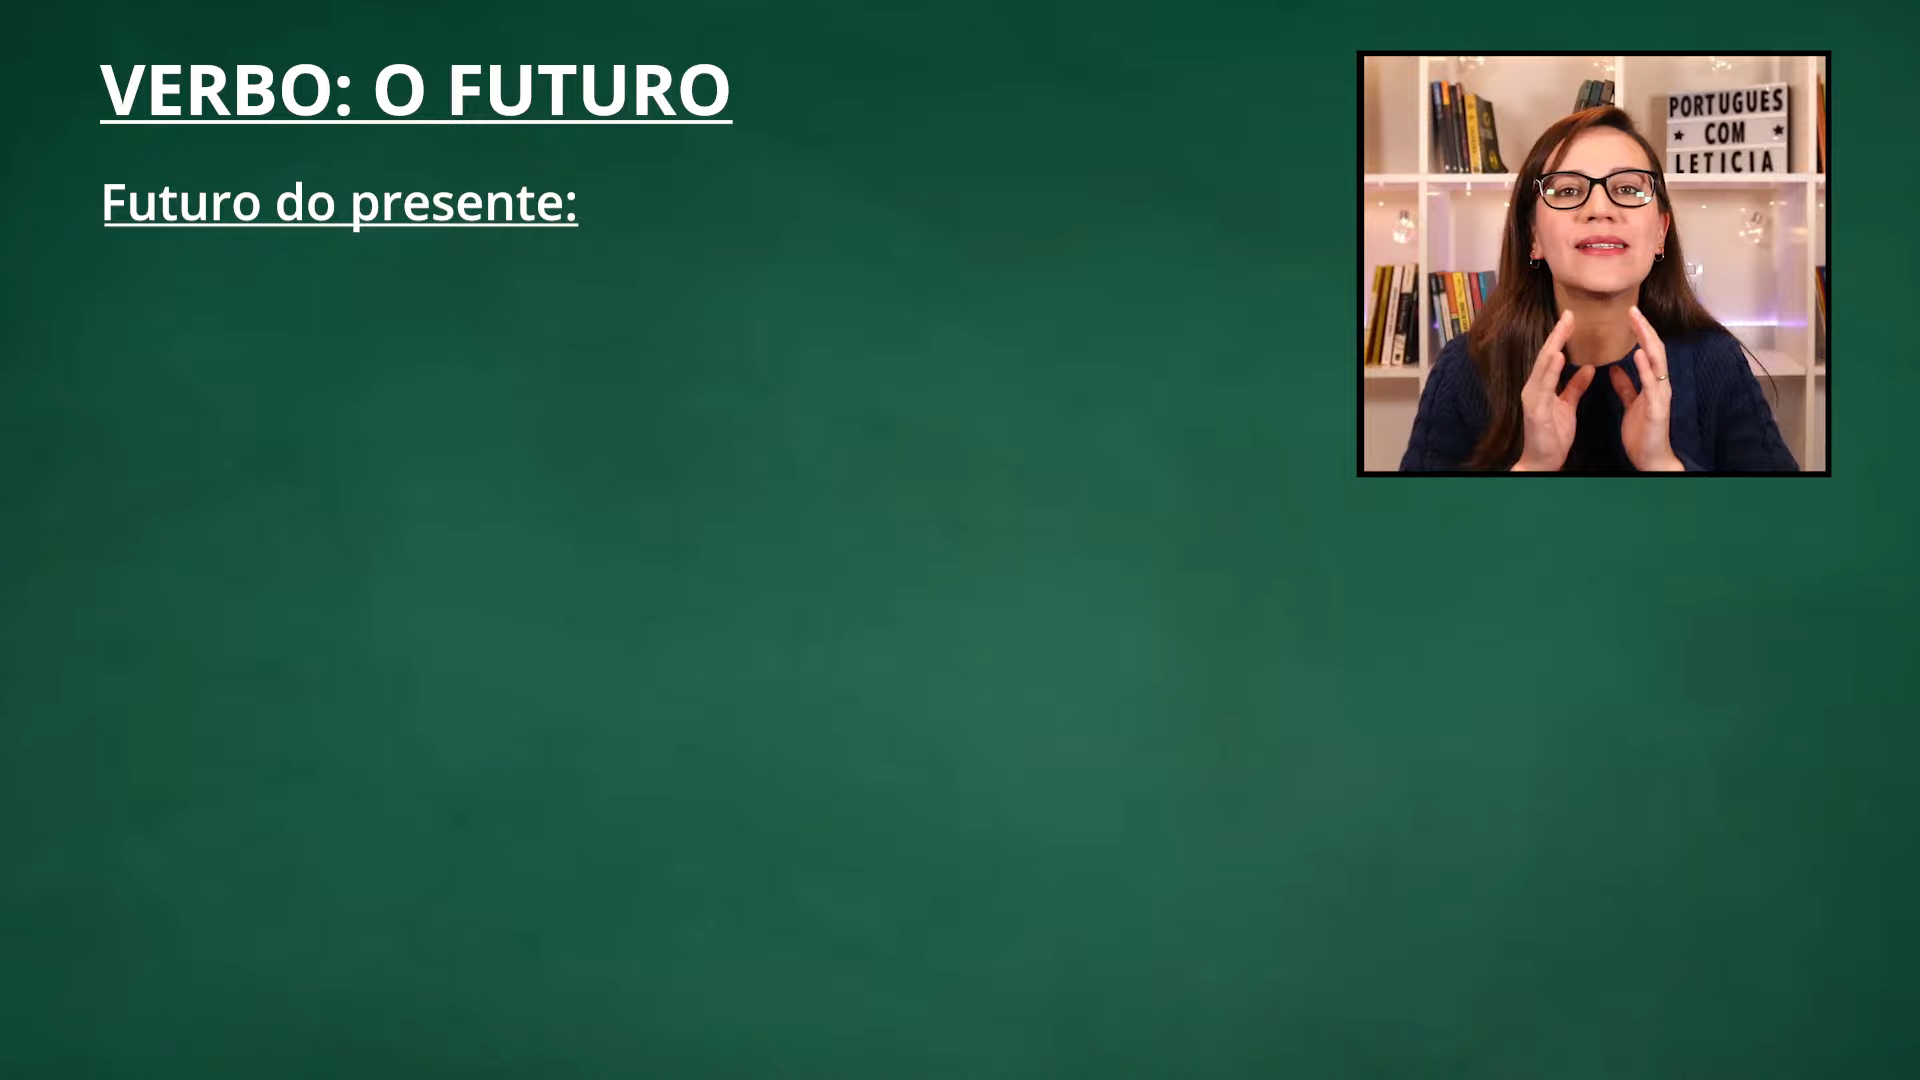 VERBO: O FUTURO
Futuro do presente:
PORTUGUES
COM
LETICIA